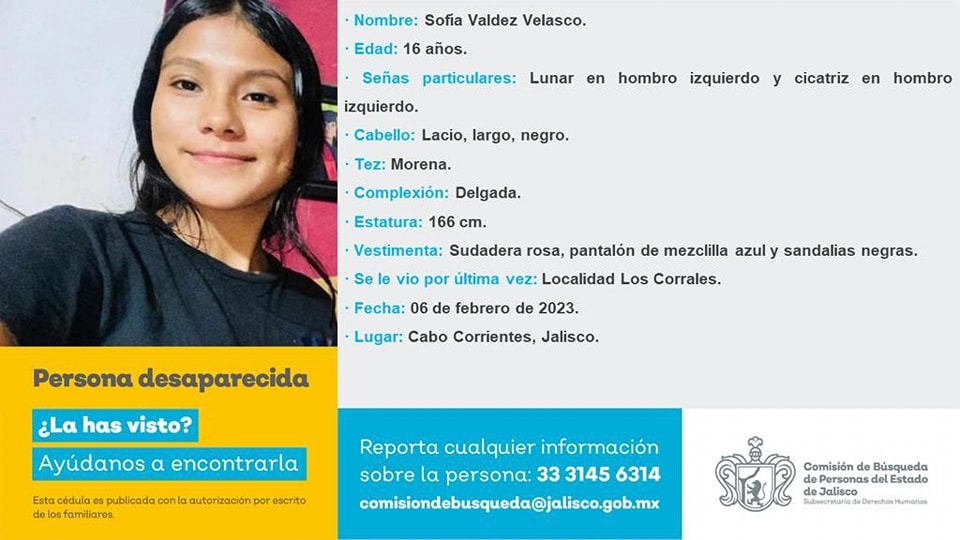 · Nombre: Sofía Valdez Velasco.
· Edad: 16 años.
· Señas particulares: Lunar en hombro izquierdo y cicatriz en hombro
izquierdo.
· Cabello: Lacio, largo, negro.
· Tez: Morena.
· Complexión: Delgada.
· Estatura: 166 cm.
· Vestimenta: Sudadera rosa, pantalón de mezclilla azul y sandalias negras.
· Se le vio por última vez: Localidad Los Corrales.
· Fecha: 06 de febrero de 2023.
· Lugar: Cabo Corrientes, Jalisco.
Persona desaparecida
¿La has visto?
Ayúdanos a encontrarla
Esta cédula es publicada con la autorización por escrito
de los familiares.
Reporta cualquier información
sobre la persona: 33 3145 6314
comisiondebusqueda@jalisco.gob.mx
Comisión de Búsqueda
de Personas del Estado
de Jalisco
Subsecretaría de Derechos Humanos